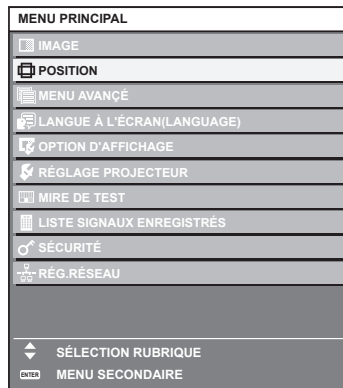 MENU PRINCIPAL
IMAGE
POSITION
MENU AVANÇÉ
LANGUE À L'ÉCRAN(LANGUAGE)
OPTION D'AFFICHAGE
RÉGLAGE PROJECTEUR
MIRE DE TEST
LISTE SIGNAUX ENREGISTRÉS
SÉCURITÉ
RÉG.RÉSEAU
SÉLECTION RUBRIQUE
ENTER MENU SECONDAIRE